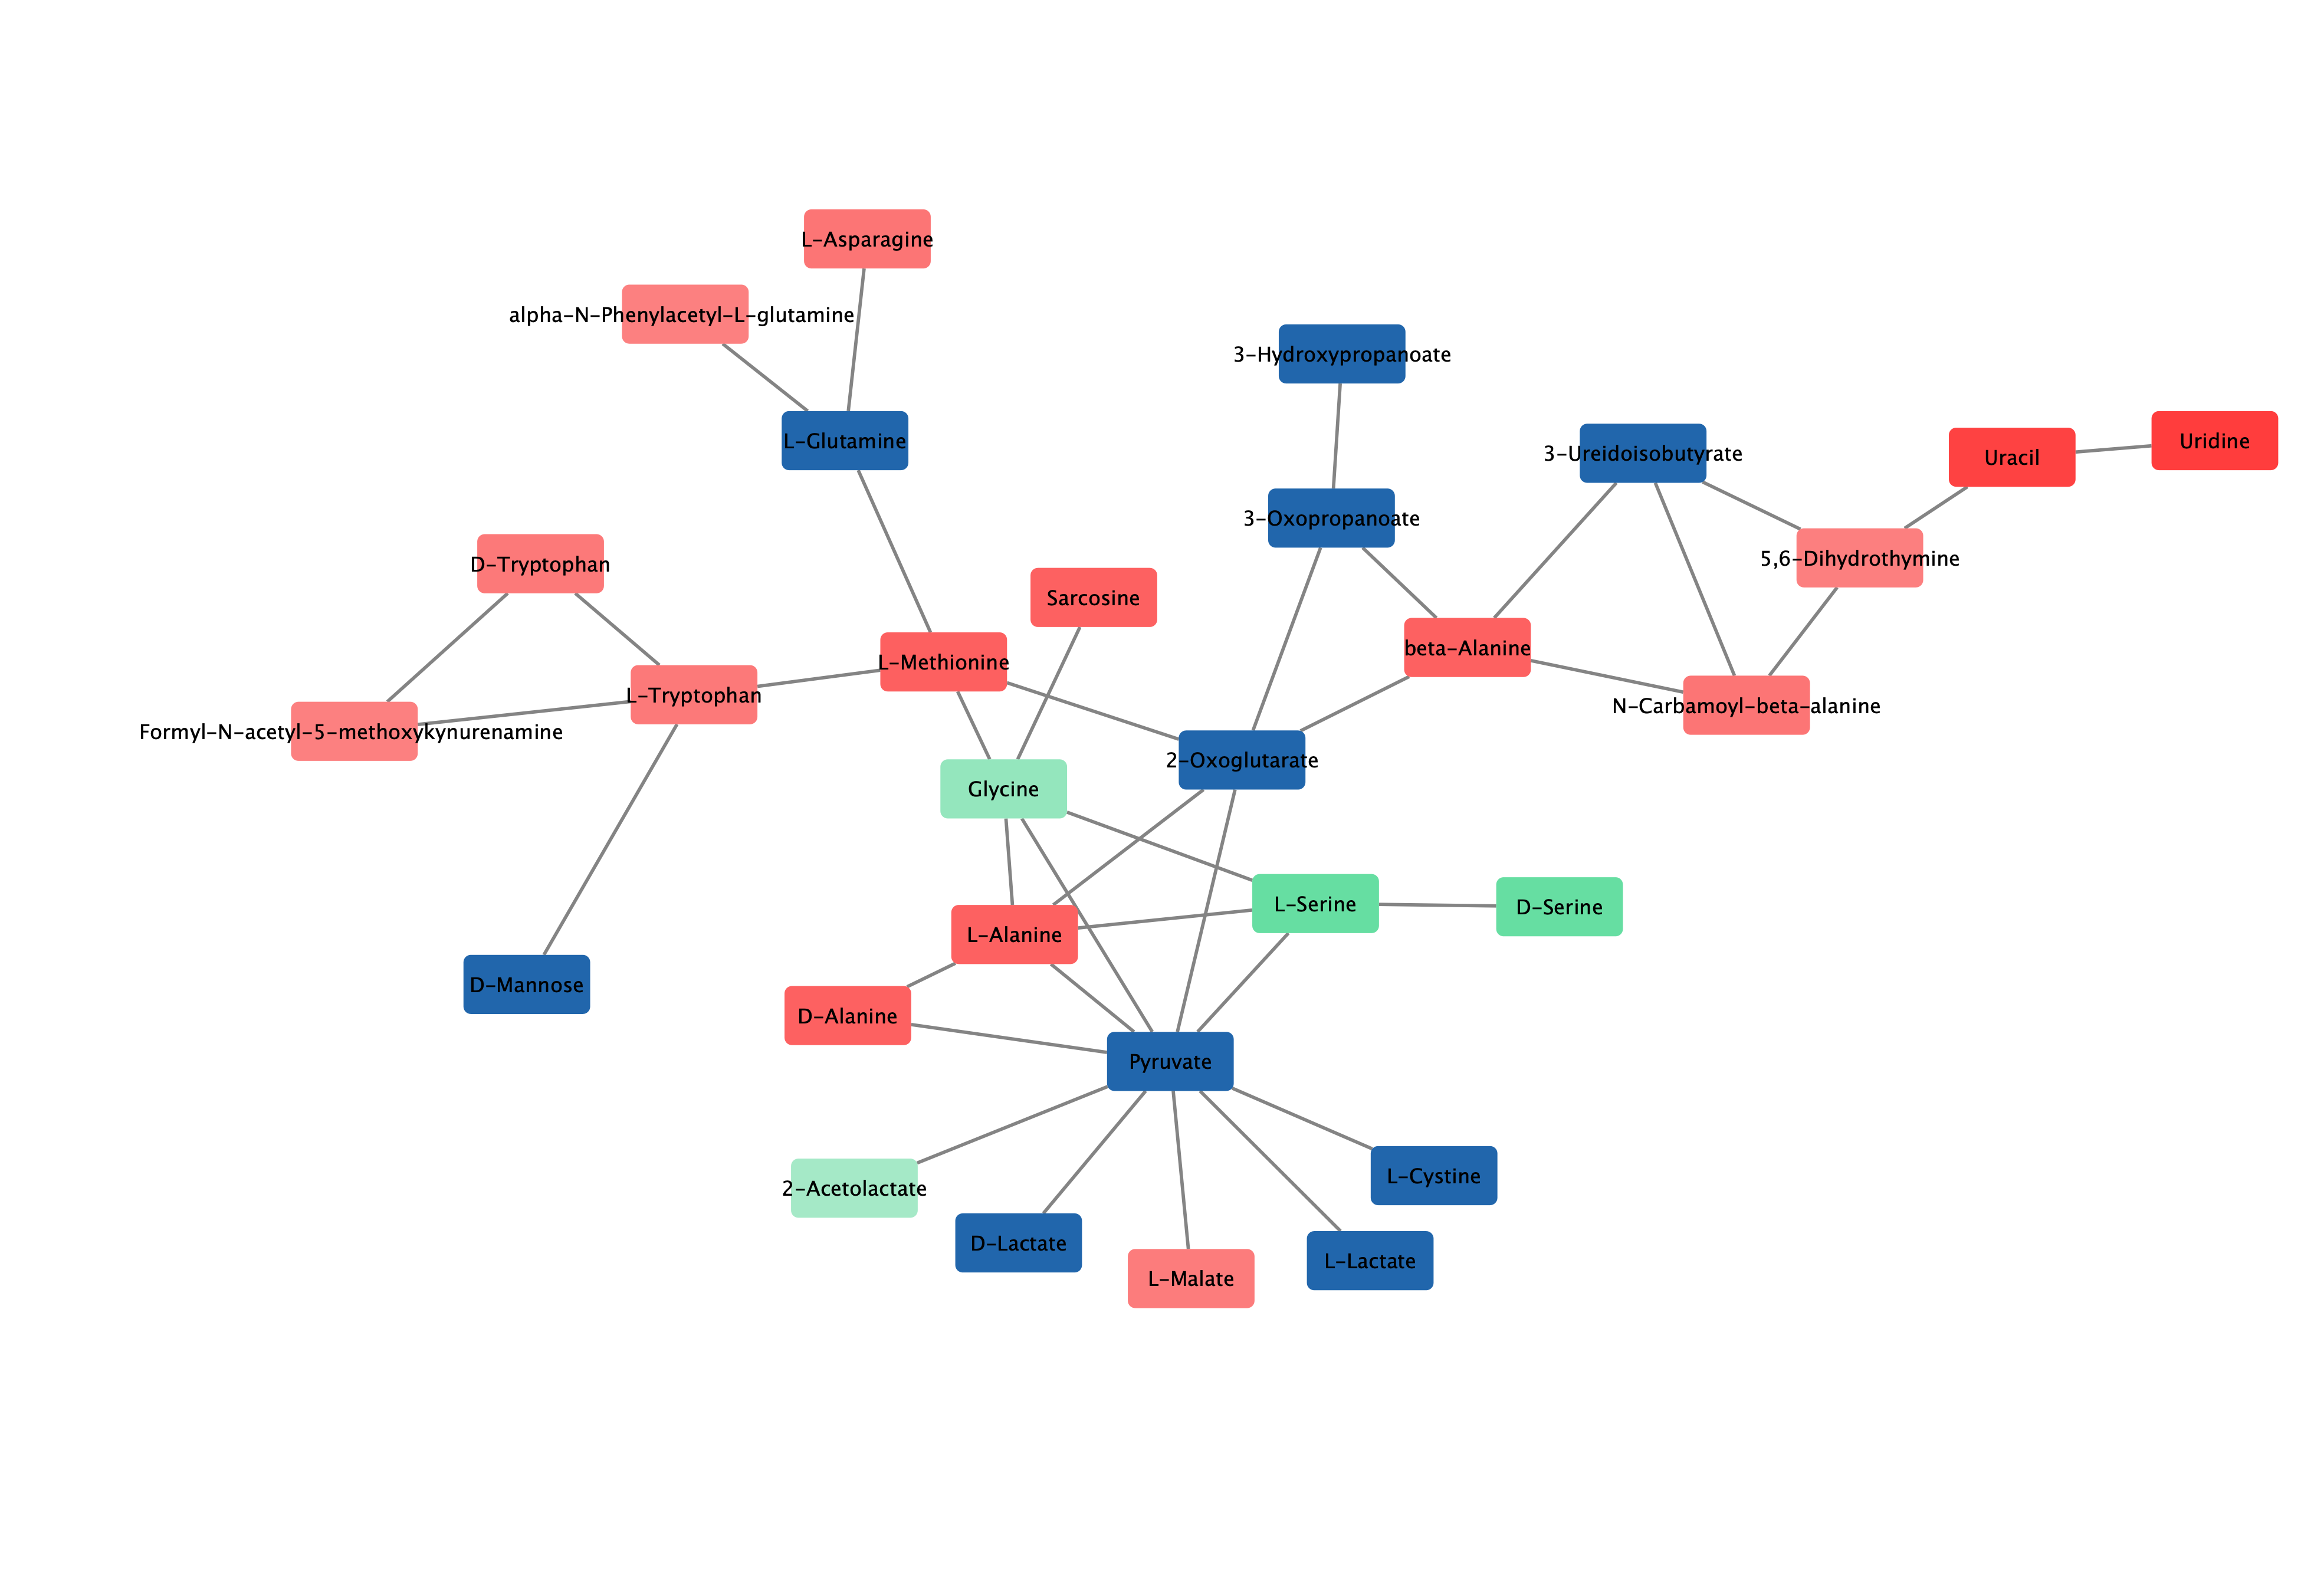 L-Asparagine
alpha-N-Phenylacetyl-L-glutamine
3-Hydroxypropanoate
L-Glutamine
3-Ureidoisobutyrate
Uracil
Uridine
3-Oxopropanoate
D-Tryptophan
5,6-Dihydrothymine
Sarcosine
beta-Alanine
L-Methionine
L-Tryptophan
N-Carbamoyl-beta-alanine
Formyl-N-acetyl-5-methoxykynurenamine
2-Oxoglutarate
Glycine
L-Serine
D-Serine
L-Alanine
D-Mannose
D-Alanine
Pyruvate
L-Cystine
2-Acetolactate
D-Lactate
L-Lactate
L-Malate